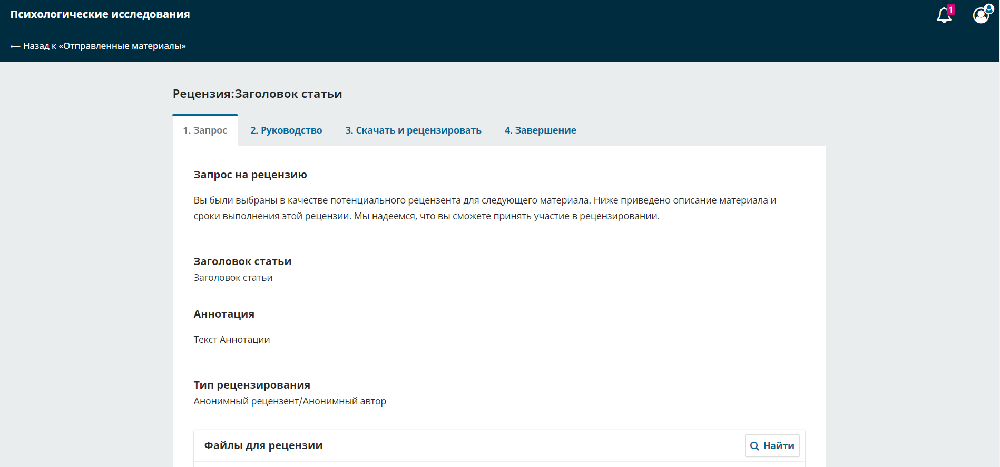 Психологические исследования
1
← Назад к «Отправленные материалы»
Рецензия:Заголовок статьи
1. Запрос
2. Руководство
3. Скачать и рецензировать
4. Завершение
Запрос на рецензию
Вы были выбраны в качестве потенциального рецензента для следующего материала. Ниже приведено описание материала и
сроки выполнения этой рецензии. Мы надеемся, что вы сможете принять участие в рецензировании.
Заголовок статьи
Заголовок статьи
Аннотация
Текст Аннотации
Тип рецензирования
Анонимный рецензент/Анонимный автор
Файлы для рецензии
Найти